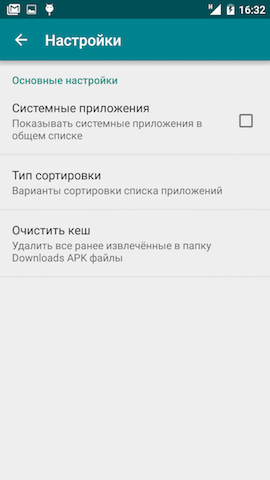 16:32
Настройки
Основные настройки
Системные приложения
Показывать системные приложения в
общем списке
Тип сортировки
Варианты сортировки списка приложений
Очистить кеш
Удалить все ранее извлечённые в папку
Downloads APK файлы